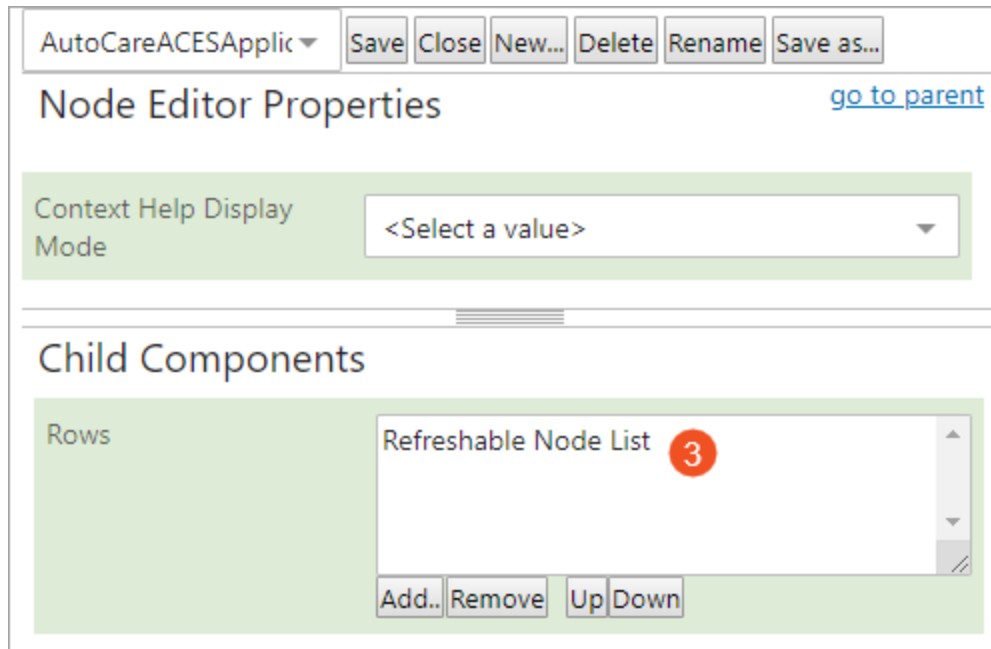 AutoCareACESApplic Save Close New... Delete Rename Save as...
Node Editor Properties go to parent
Context Help Display
Mode
<Select a value>
Child Components
Rows
Refreshable Node List 3
Add.. Remove Up Down